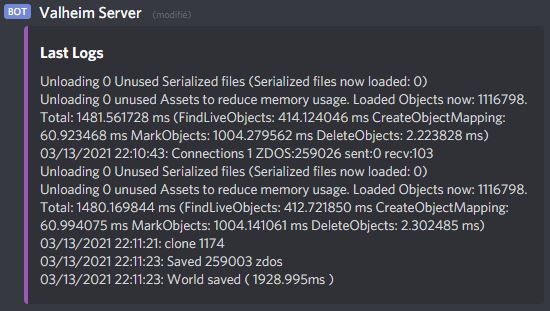 BOT Valheim Server (modifié)
Last Logs
Unloading 0 Unused Serialized files (Serialized files now loaded: 0)
Unloading 0 unused Assets to reduce memory usage. Loaded Objects now: 1116798.
Total: 1481.561728 ms (FindLiveObjects: 414.124046 ms CreateObjectMapping:
60.923468 ms MarkObjects: 1004.279562 ms DeleteObjects: 2.223828 ms)
03/13/2021 22:10:43: Connections 1 ZDOS:259026 sent:0 recv:103
Unloading 0 Unused Serialized files (Serialized files now loaded: 0)
Unloading 0 unused Assets to reduce memory usage. Loaded Objects now: 1116798.
Total: 1480.169844 ms (FindLiveObjects: 412.721850 ms CreateObjectMapping:
60.994075 ms MarkObjects: 1004.141061 ms DeleteObjects: 2.302485 ms)
03/13/2021 22:11:21: clone 1174
03/13/2021 22:11:23: Saved 259003 zdos
03/13/2021 22:11:23: World saved ( 1928.995ms )